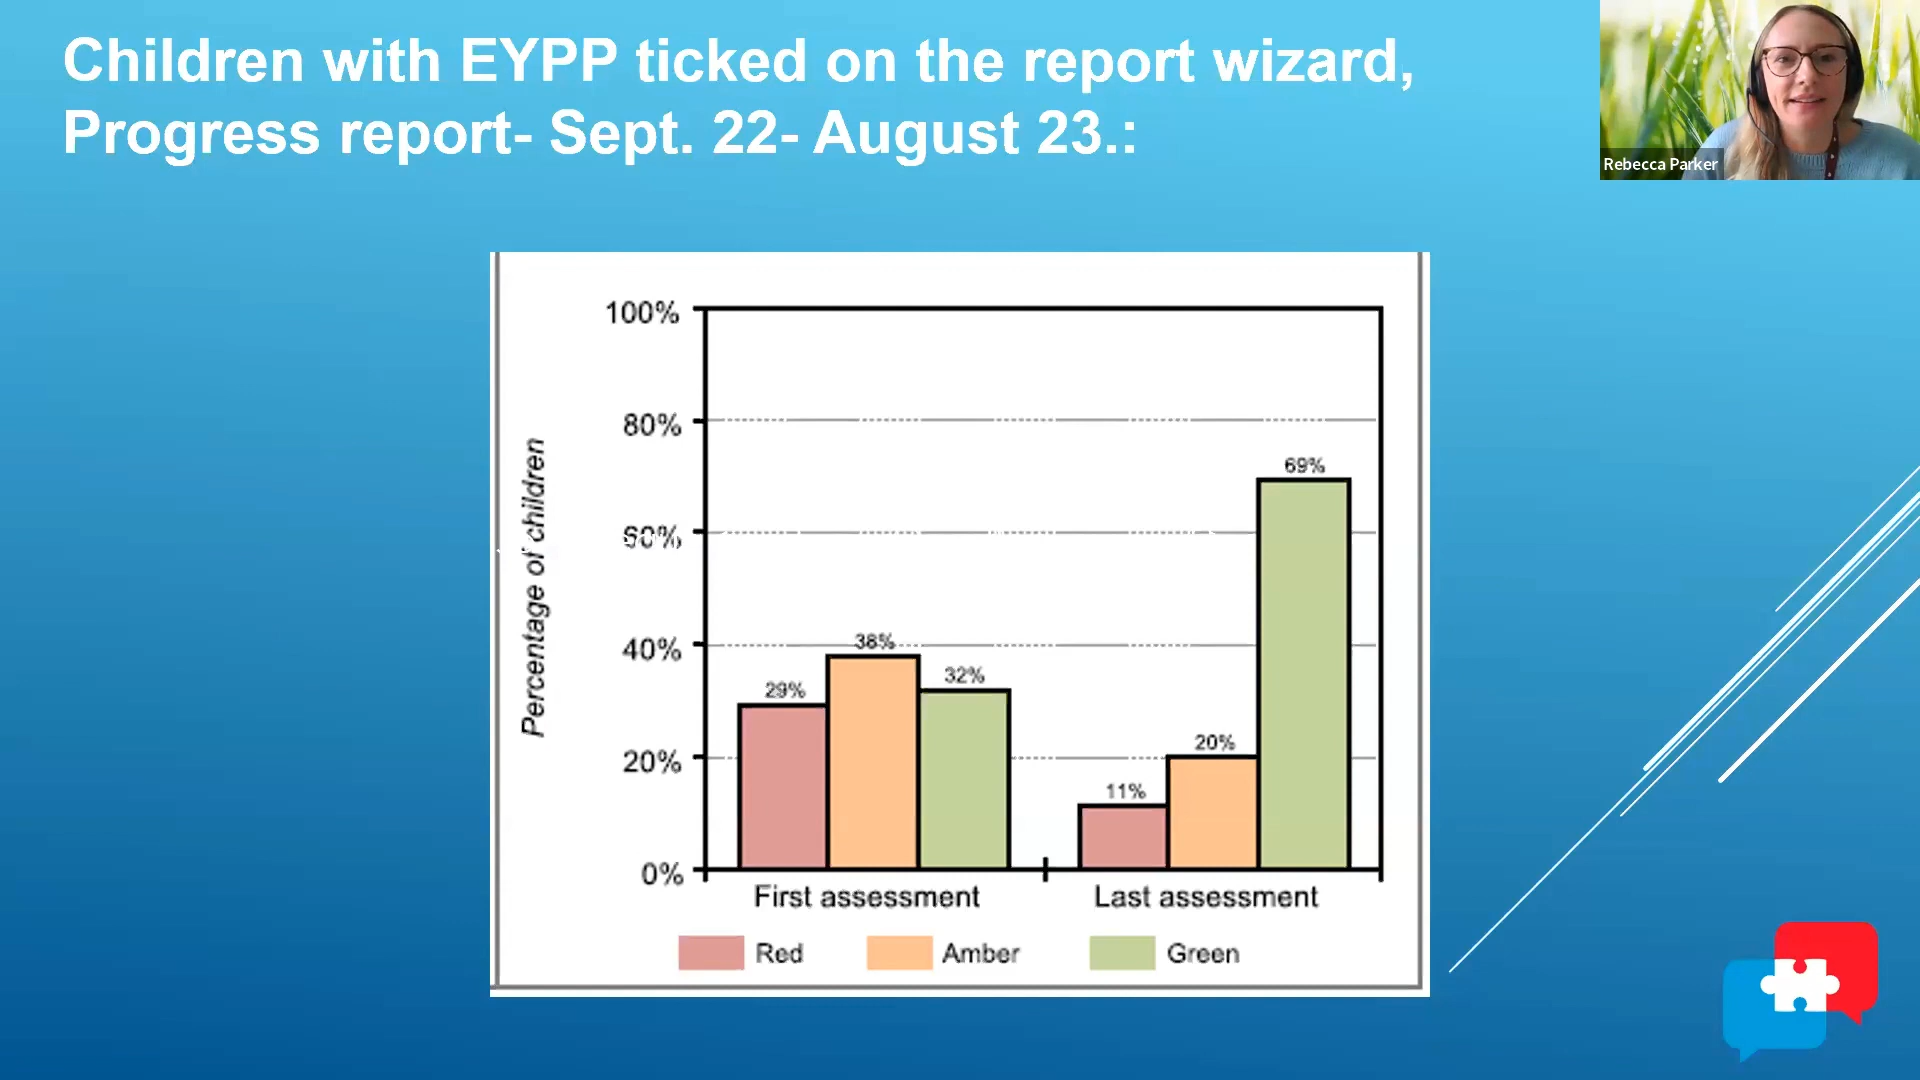 Children with EYPP ticked on the report wizard,
Progress report- Sept. 22- August 23.:
Rebecca Parker
Percentage of children
100%
80%
60%
40%
20%
0%
29%
38%
32%
11%
20%
69%
First assessment
Last assessment
Red
Amber
Green